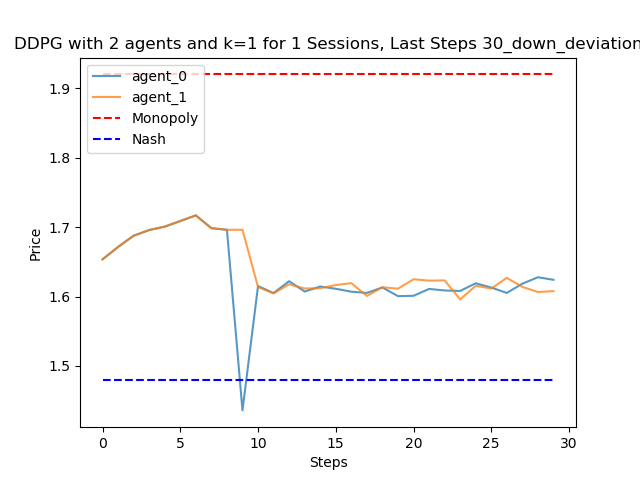 DDPG with 2 agents and k=1 for 1 Sessions, Last Steps 30_down_deviation
agent_0
agent_1
Monopoly
Nash
1.9
1.8
1.7
1.6
1.5
Price
0 5 10 15 20 25 30
Steps